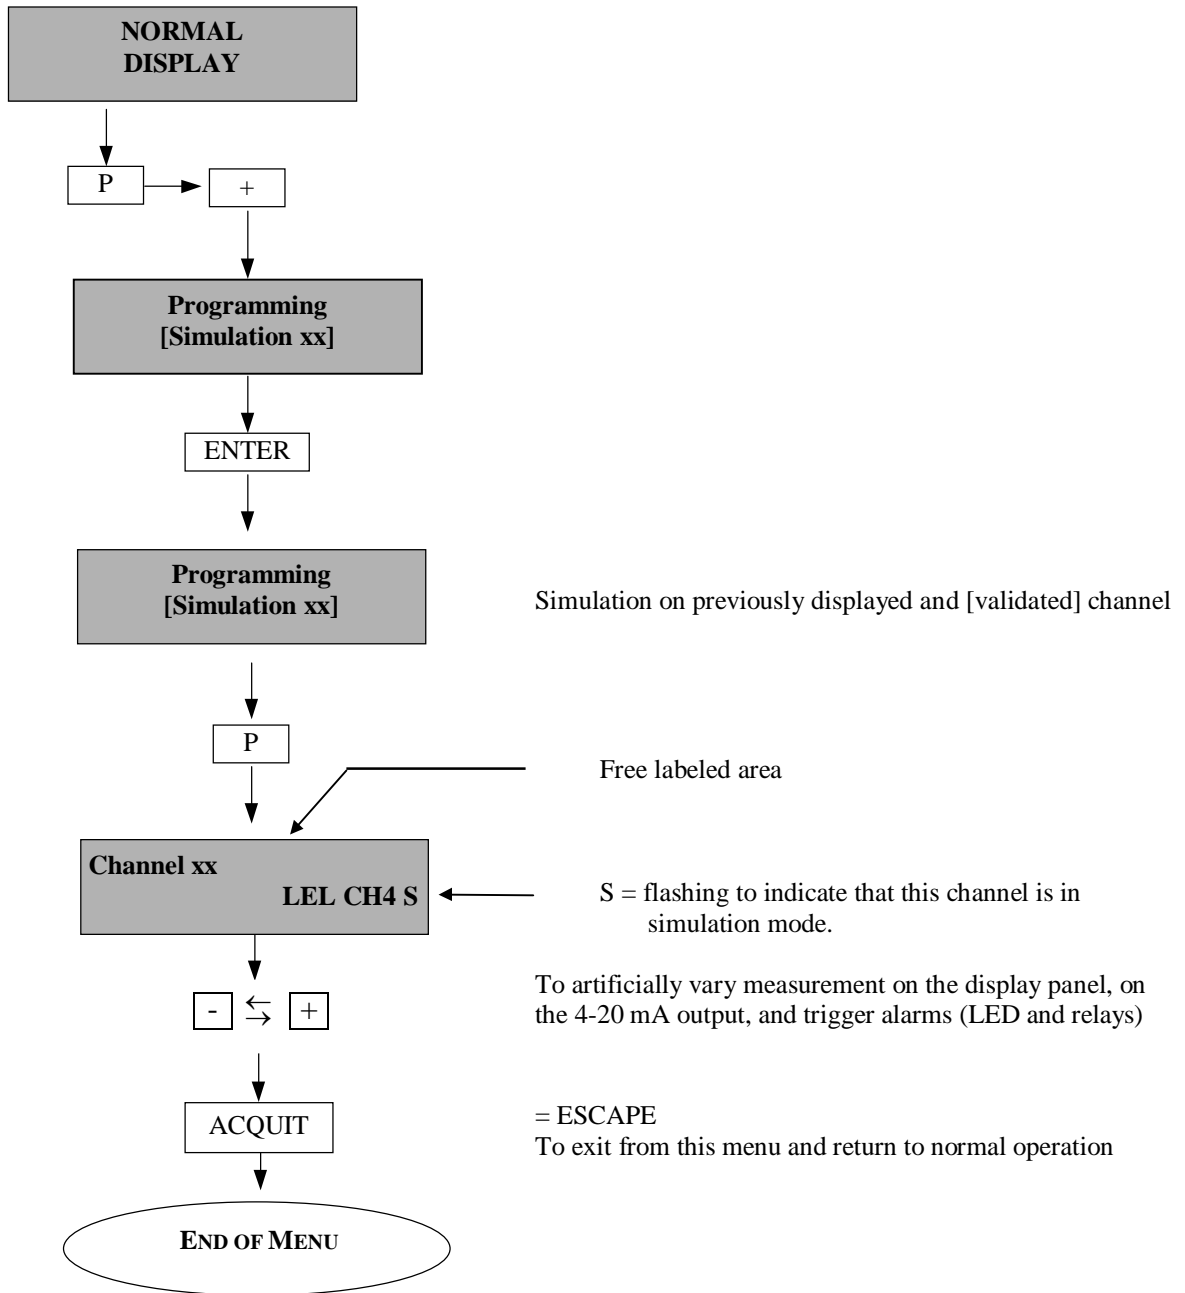 NORMAL
DISPLAY
P
+
Programming
[Simulation xx]
ENTER
Programming
[Simulation xx]
Simulation on previously displayed and [validated] channel
P
Free labeled area
Channel xx
LEL CH4 S
S = flashing to indicate that this channel is in
simulation mode.
- ⇆ +
To artificially vary measurement on the display panel, on
the 4-20 mA output, and trigger alarms (LED and relays)
ACQUIT
= ESCAPE
To exit from this menu and return to normal operation
END OF MENU